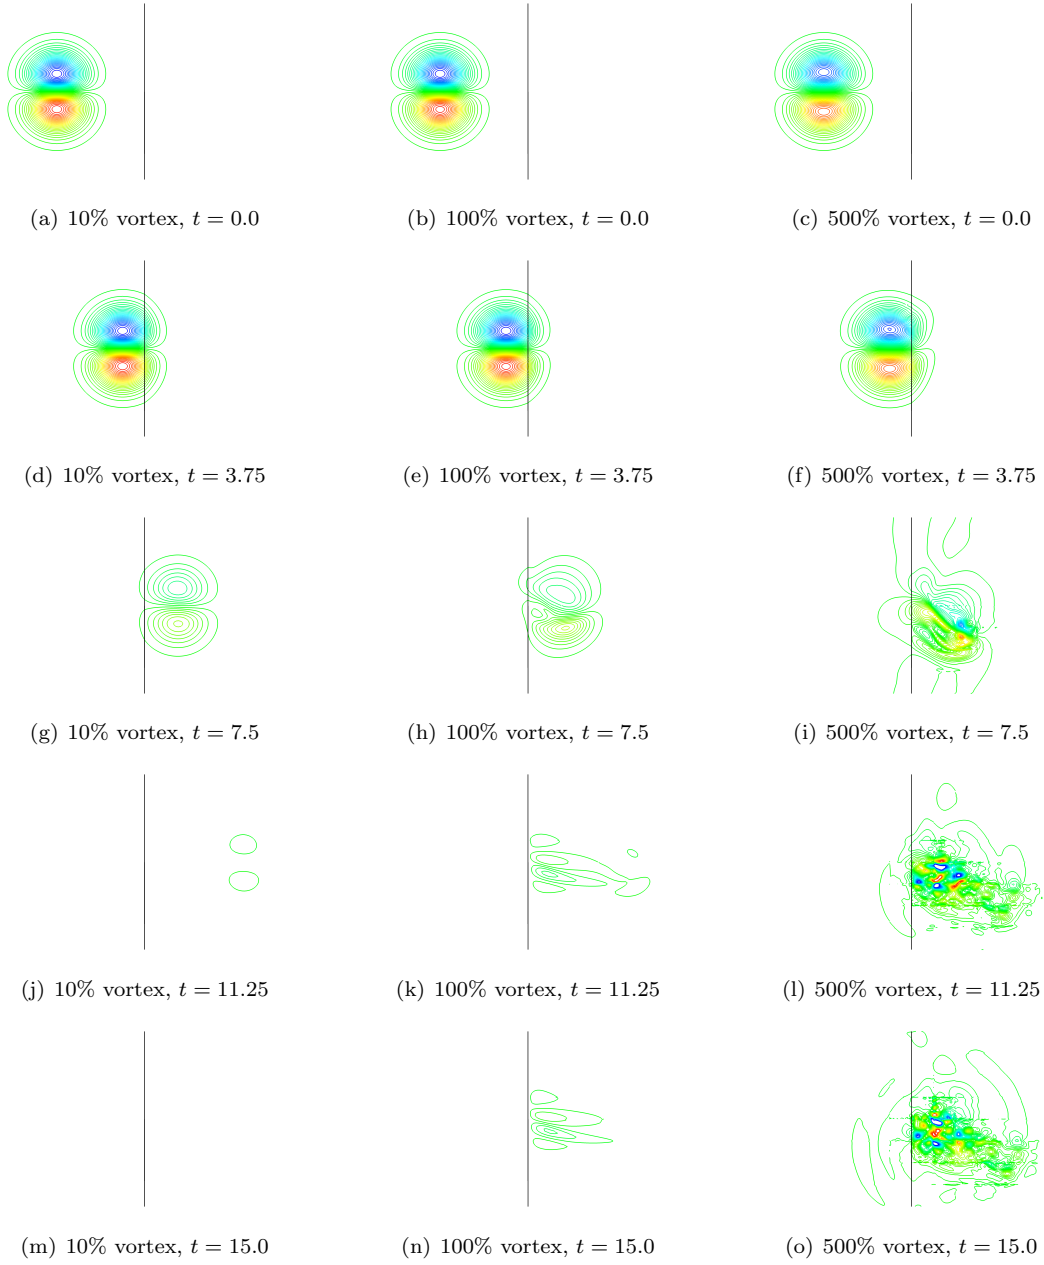 (a) 10% vortex, t = 0.0
(b) 100% vortex, t = 0.0
(c) 500% vortex, t = 0.0
(d) 10% vortex, t = 3.75
(e) 100% vortex, t = 3.75
(f) 500% vortex, t = 3.75
(g) 10% vortex, t = 7.5
(h) 100% vortex, t = 7.5
(i) 500% vortex, t = 7.5
(j) 10% vortex, t = 11.25
(k) 100% vortex, t = 11.25
(l) 500% vortex, t = 11.25
(m) 10% vortex, t = 15.0
(n) 100% vortex, t = 15.0
(o) 500% vortex, t = 15.0